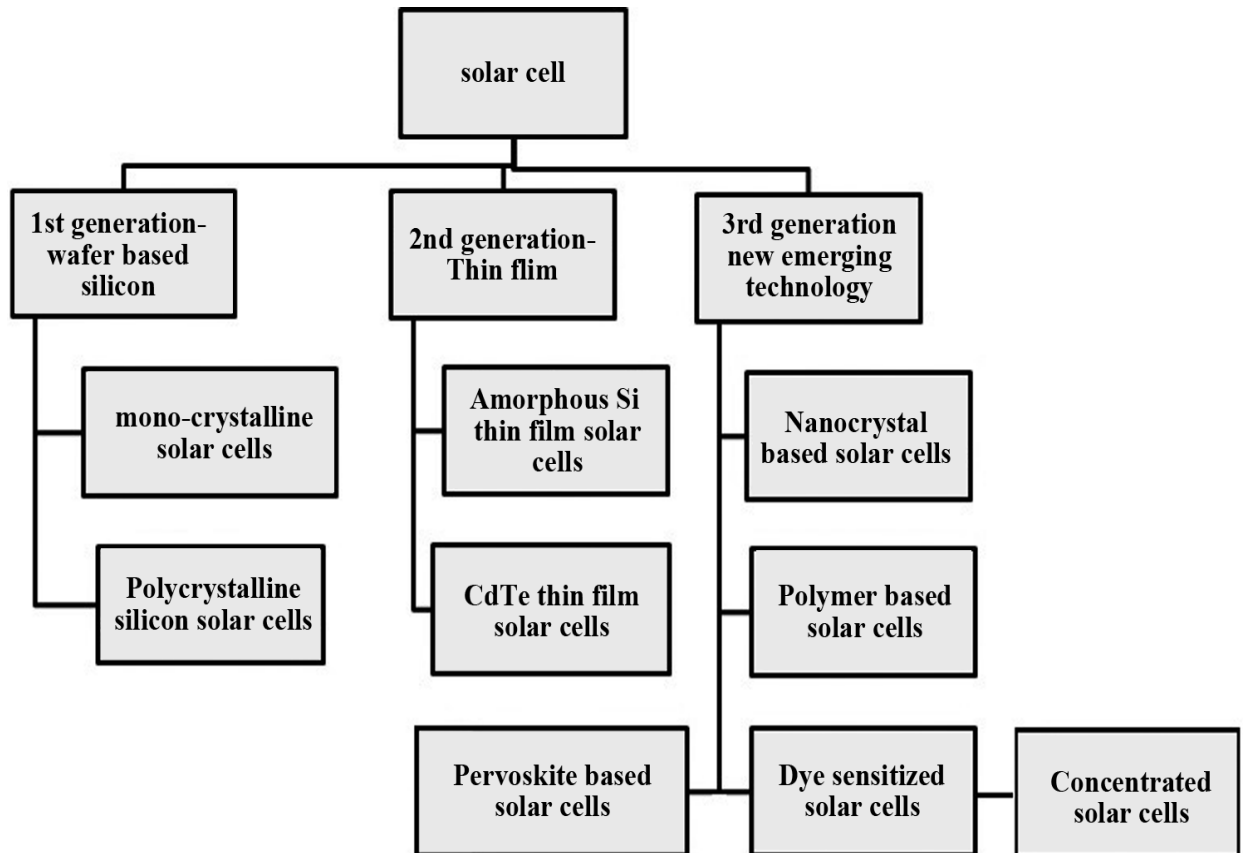 solar cell
1st generation-
wafer based
silicon
2nd generation-
Thin flim
3rd generation
new emerging
technology
mono-crystalline
solar cells
Amorphous Si
thin film solar
cells
Nanocrystal
based solar cells
Polycrystalline
silicon solar cells
CdTe thin film
solar cells
Polymer based
solar cells
Pervoskite based
solar cells
Dye sensitized
solar cells
Concentrated
solar cells